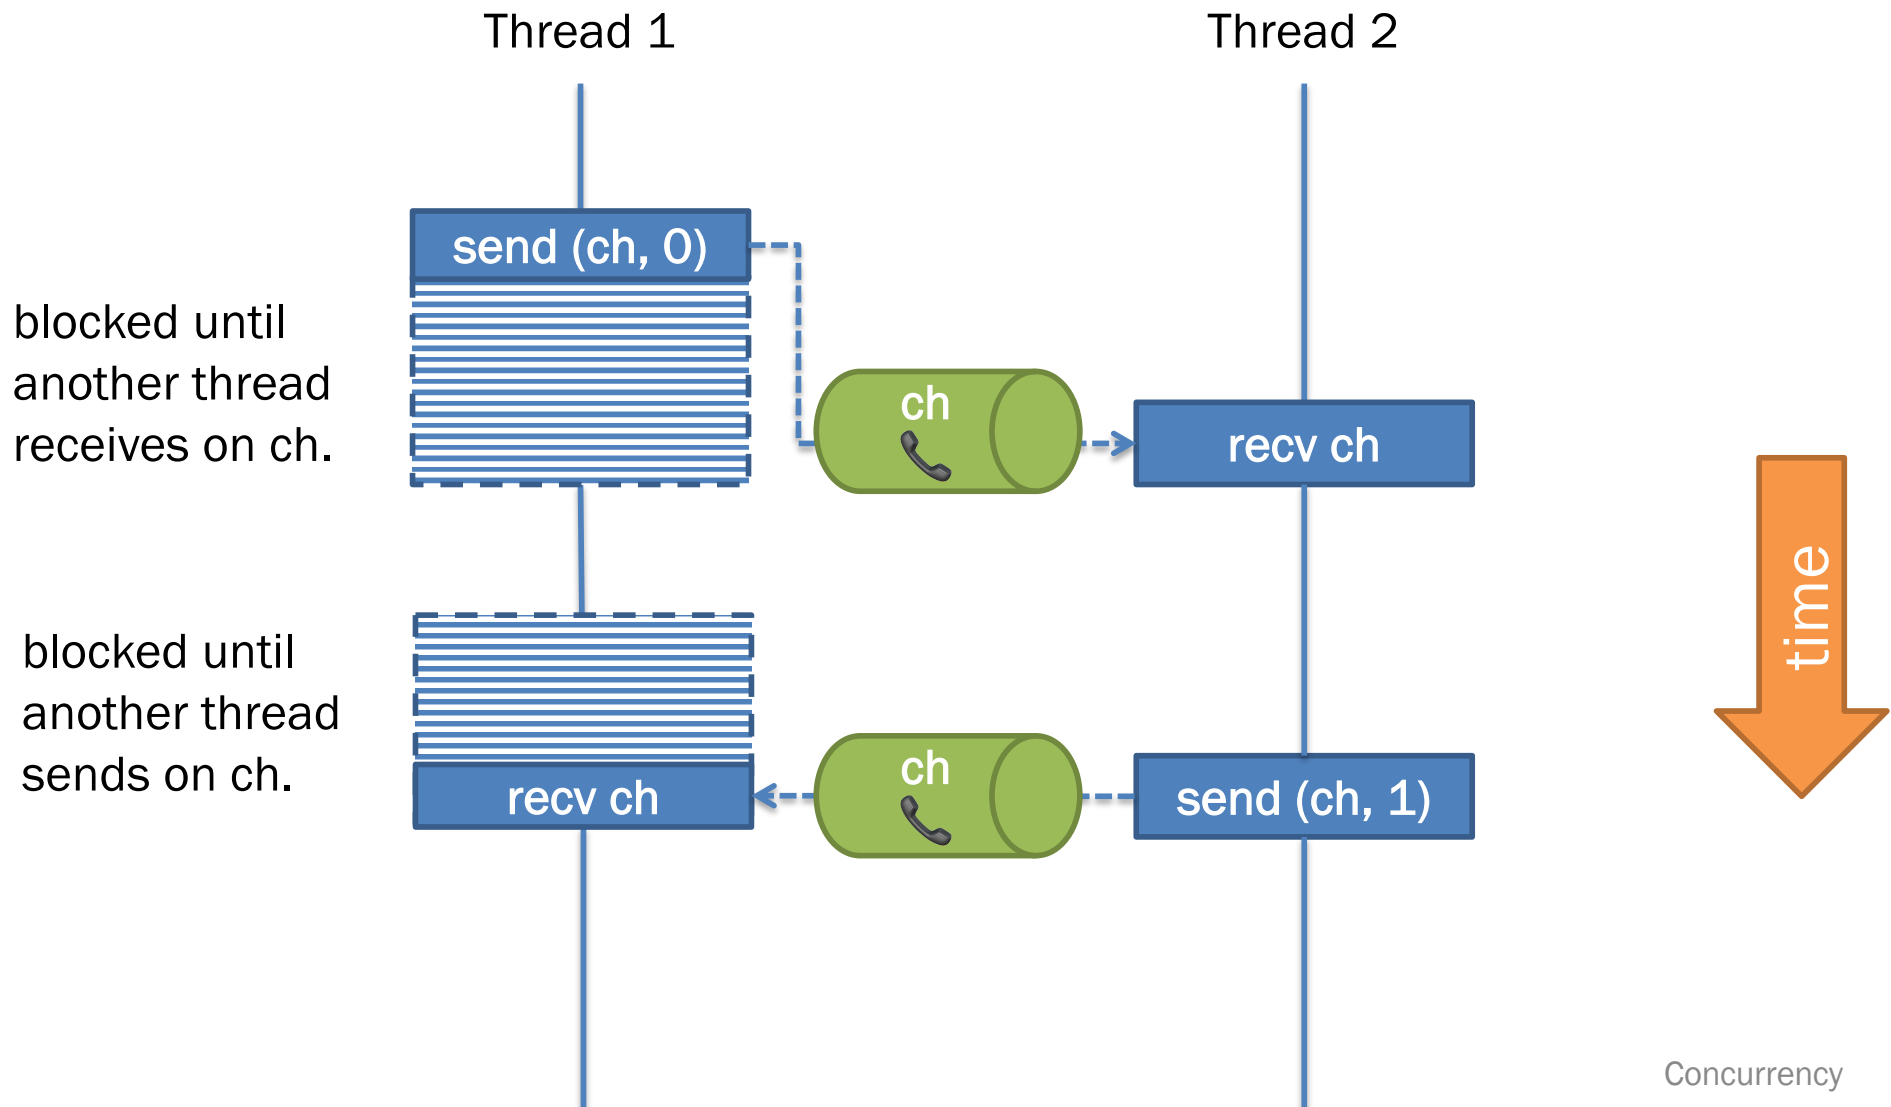 Thread 1
Thread 2
send (ch, 0)
blocked until
another thread
receives on ch.
ch
recv ch
time
blocked until
another thread
sends on ch.
ch
recv ch
send (ch, 1)
Concurrency